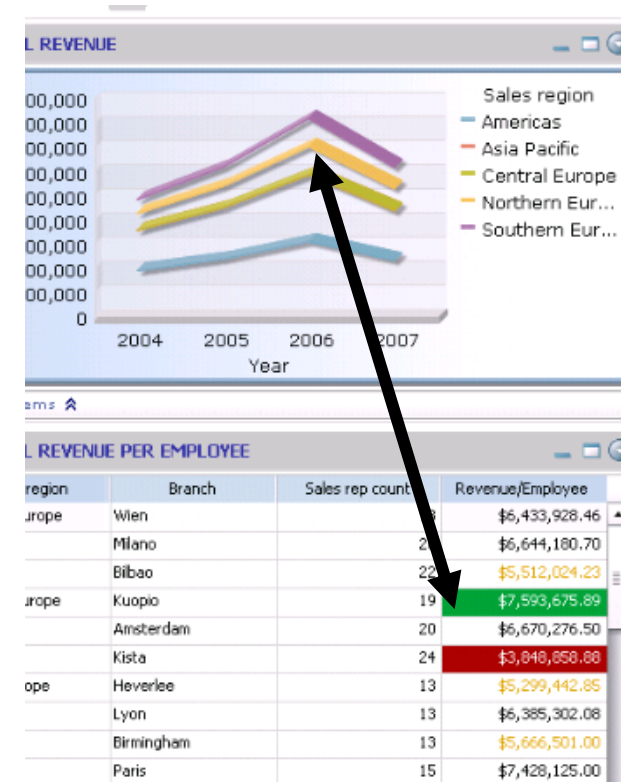 L REVENUE
Sales region
Americas
Asia Pacific
Central Europe
Northern Eur...
Southern Eur...
00,000
00,000
00,000
00,000
00,000
00,000
00,000
00,000
00,000
0
2004 2005 2006 2007
Year
ems
L REVENUE PER EMPLOYEE
region Branch Sales rep count Revenue/Employee
urope Wien $6,433,928.46
Milano $6,644,180.70
Bilbao 22 $5,512,024.23
urope Kuopio 19 $7,593,675.89
Amsterdam 20 $6,670,276.50
Kista 24 $3,848,858.88
ope Heverlee 13 $5,299,442.85
Lyon 13 $6,385,302.08
Birmingham 13 $5,666,501.00
Paris 15 $7,428,125.00